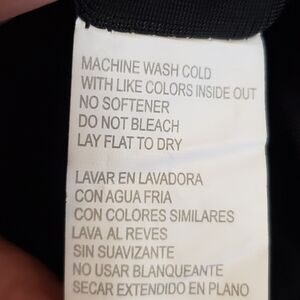 MACHINE WASH COLD
WITH LIKE COLORS INSIDE OUT
NO SOFTENER
DO NOT BLEACH
LAY FLAT TO DRY
LAVAR EN LAVADORA
CON AGUA FRIA
CON COLORES SIMILARES
LAVA AL REVES
SIN SUAVIZANTE
NO USAR BLANQUEANTE
SECAR EXTENDIDO EN PLANO